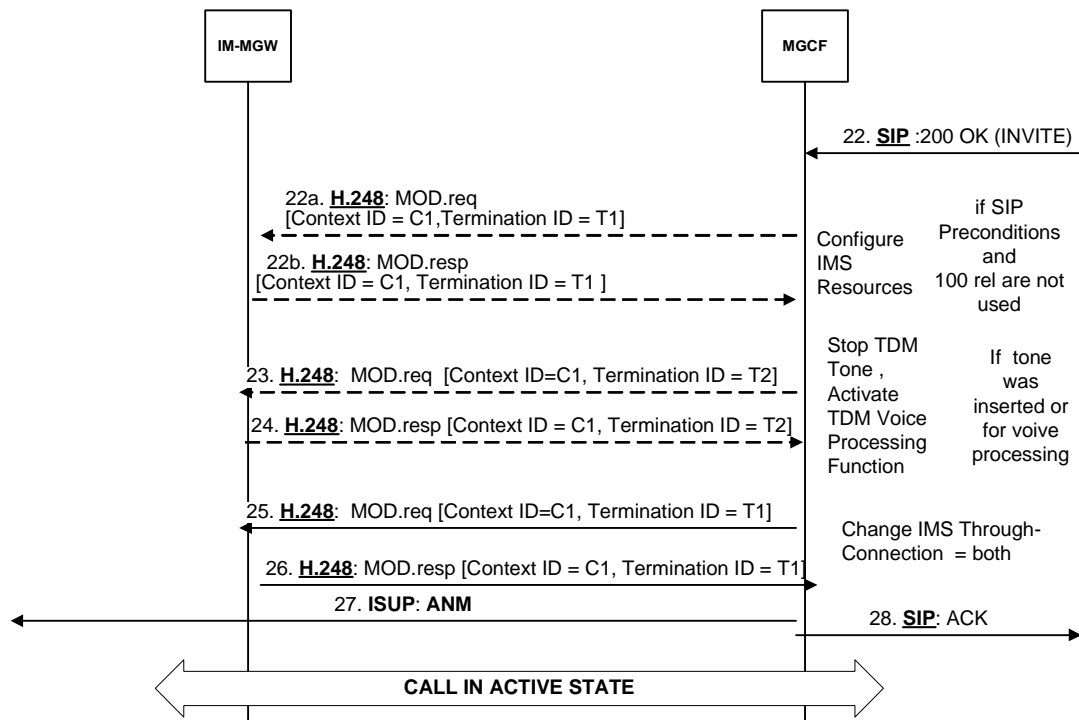 IM-MGW
MGCF
22. SIP :200 OK (INVITE)
22a. H.248: MOD.req
[Context ID = C1,Termination ID = T1]
22b. H.248: MOD.resp
[Context ID = C1, Termination ID = T1 ]
Configure
IMS
Resources
if SIP
Preconditions
and
100 rel are not
used
23. H.248: MOD.req [Context ID=C1, Termination ID = T2]
24. H.248: MOD.resp [Context ID = C1, Termination ID = T2]
Stop TDM
Tone ,
Activate
TDM Voice
Processing
Function
If tone
was
inserted or
for voive
processing
25. H.248: MOD.req [Context ID=C1, Termination ID = T1]
26. H.248: MOD.resp [Context ID = C1, Termination ID = T1]
Change IMS Through-
Connection = both
27. ISUP: ANM
28. SIP: ACK
CALL IN ACTIVE STATE